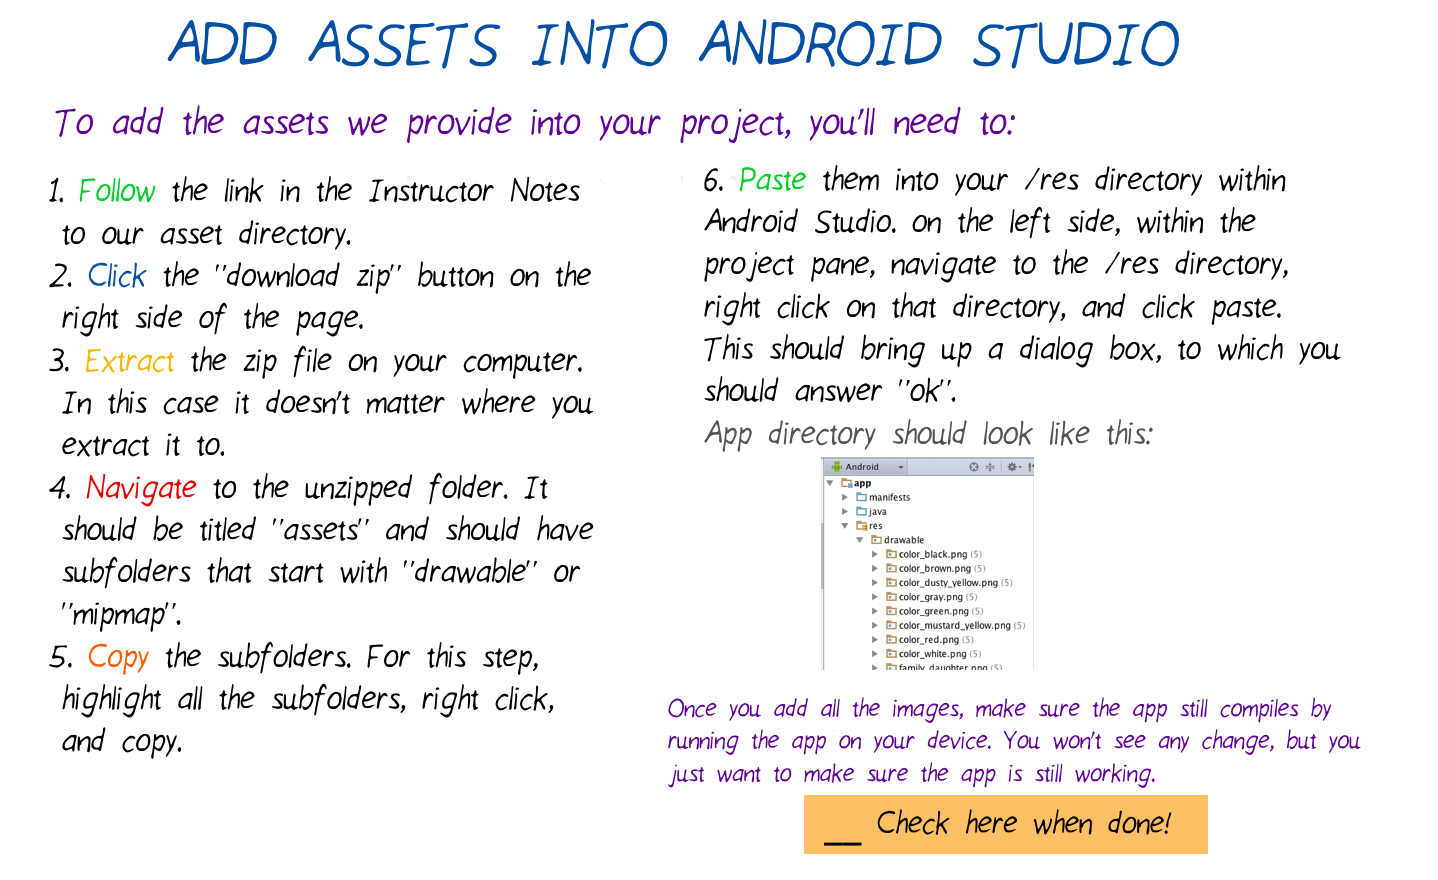 ADD ASSETS INTO ANDROID STUDIO
To add the assets we provide into your project, you'll need to:
1. Follow the link in the Instructor Notes
to our asset directory.
2. Click the "download zip" button on the
right side of the page.
3. Extract the zip file on your computer.
In this case it doesn't matter where you
extract it to.
4. Navigate to the unzipped folder. It
should be titled "assets" and should have
subfolders that start with "drawable" or
"mipmap".
5. Copy the subfolders. For this step,
highlight all the subfolders, right click,
and copy.
6. Paste them into your /res directory within
Android Studio. on the left side, within the
project pane, navigate to the /res directory,
right click on that directory, and click paste.
This should bring up a dialog box, to which you
should answer "ok".
App directory should look like this:
Android
app
manifests
java
res
drawable
color_black.png (5)
color_brown.png (5)
color_dusty_yellow.png (5)
color_gray.png (5)
color_green.png (5)
color_mustard_yellow.png (5)
color_red.png (5)
color_white.png (5)
family_daughter.png (5)
Once you add all the images, make sure the app still compiles by
running the app on your device. You won't see any change, but you
just want to make sure the app is still working.
__ Check here when done!